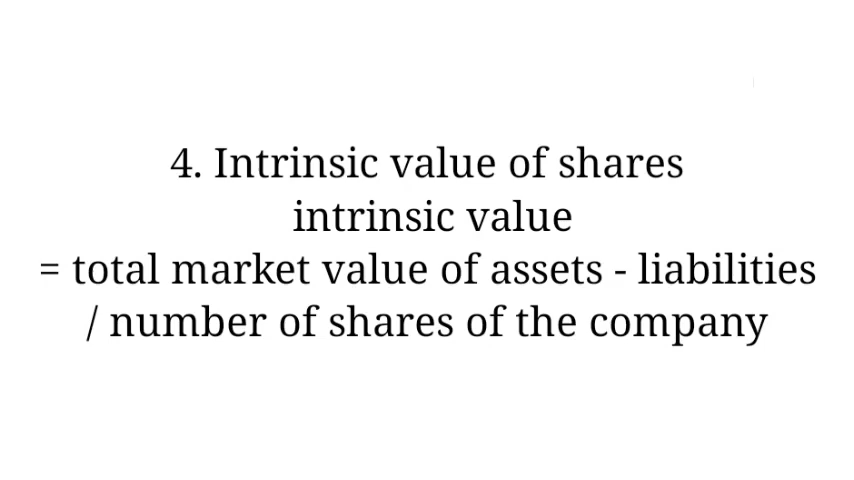 4. Intrinsic value of shares
intrinsic value
= total market value of assets - liabilities
/ number of shares of the company